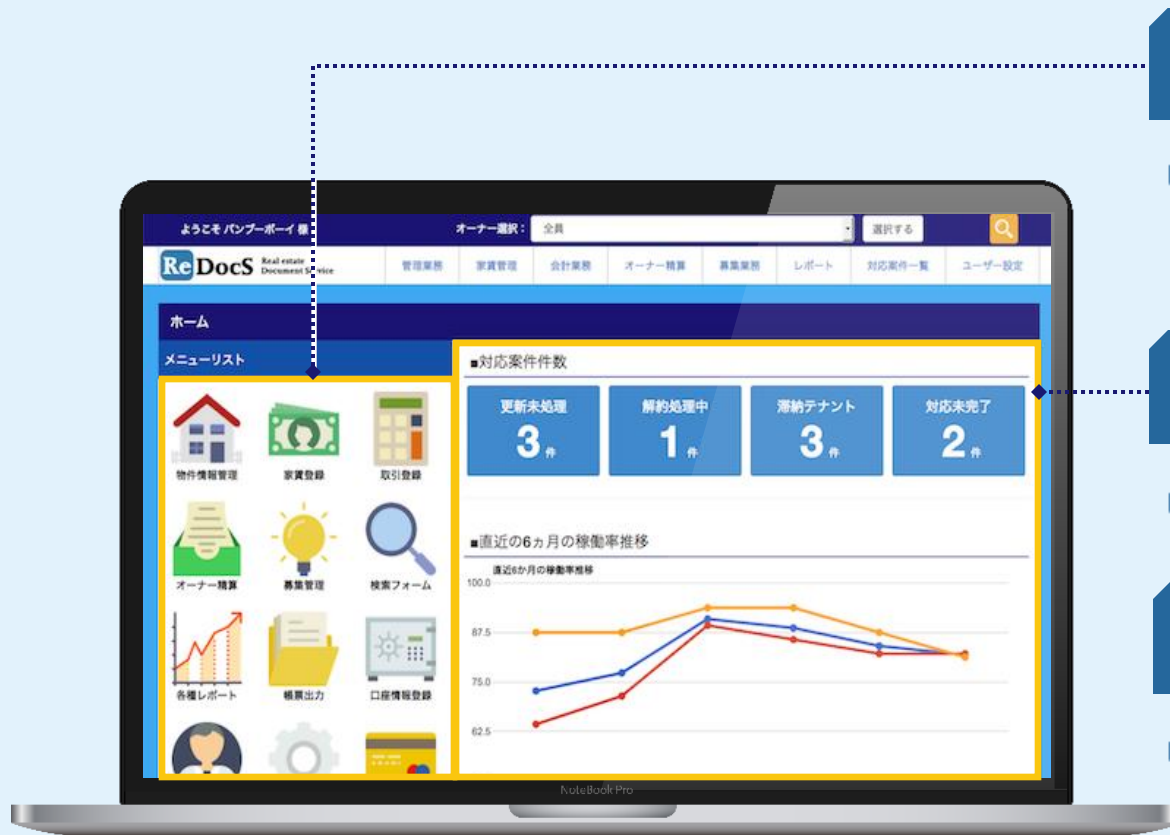 ようこそ バンブーボーイ 様
オーナー選択：
全員
選択する
ReDocS
Real estate
Document Service
管理業務
家賃管理
会計業務
オーナー精算
募集業務
レポート
対応案件一覧
ユーザー設定
ホーム
メニューリスト
物件情報管理
家賃登録
取引登録
オーナー精算
募集管理
検索フォーム
各種レポート
帳票出力
口座情報登録
■対応案件件数
更新未処理
3 件
解約処理中
1 件
滞納テナント
3 件
対応未完了
2 件
■直近の6ヵ月の稼働率推移
直近6か月の稼働率推移
100.0
87.5
75.0
62.5
NoteBook Pro